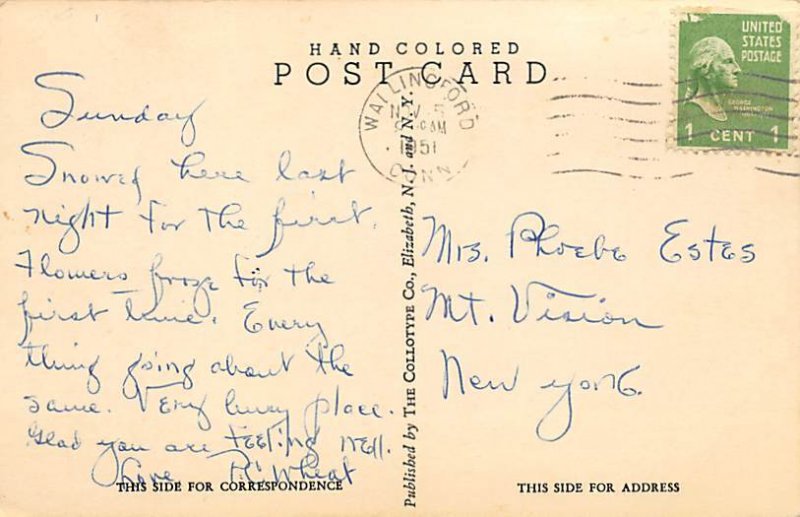 HAND COLORED
POST CARD
WALLINGFORD
NOV 5
AM
1951
CONN
UNITED
STATES
POSTAGE
GEORGE
WASHINGTON
1 CENT 1
Sunday
Snowed here last
night for the first.
Flowers froze for the
first time. Every
thing going about the
same. Very busy place.
Glad you are feeling well.
Love, R. Wheat
THIS SIDE FOR CORRESPONDENCE
Published by THE COLLOTYPE CO., Elizabeth, N. J. and N. Y.
Mrs. Phoebe Estes
Mt. Vision
New York.
THIS SIDE FOR ADDRESS